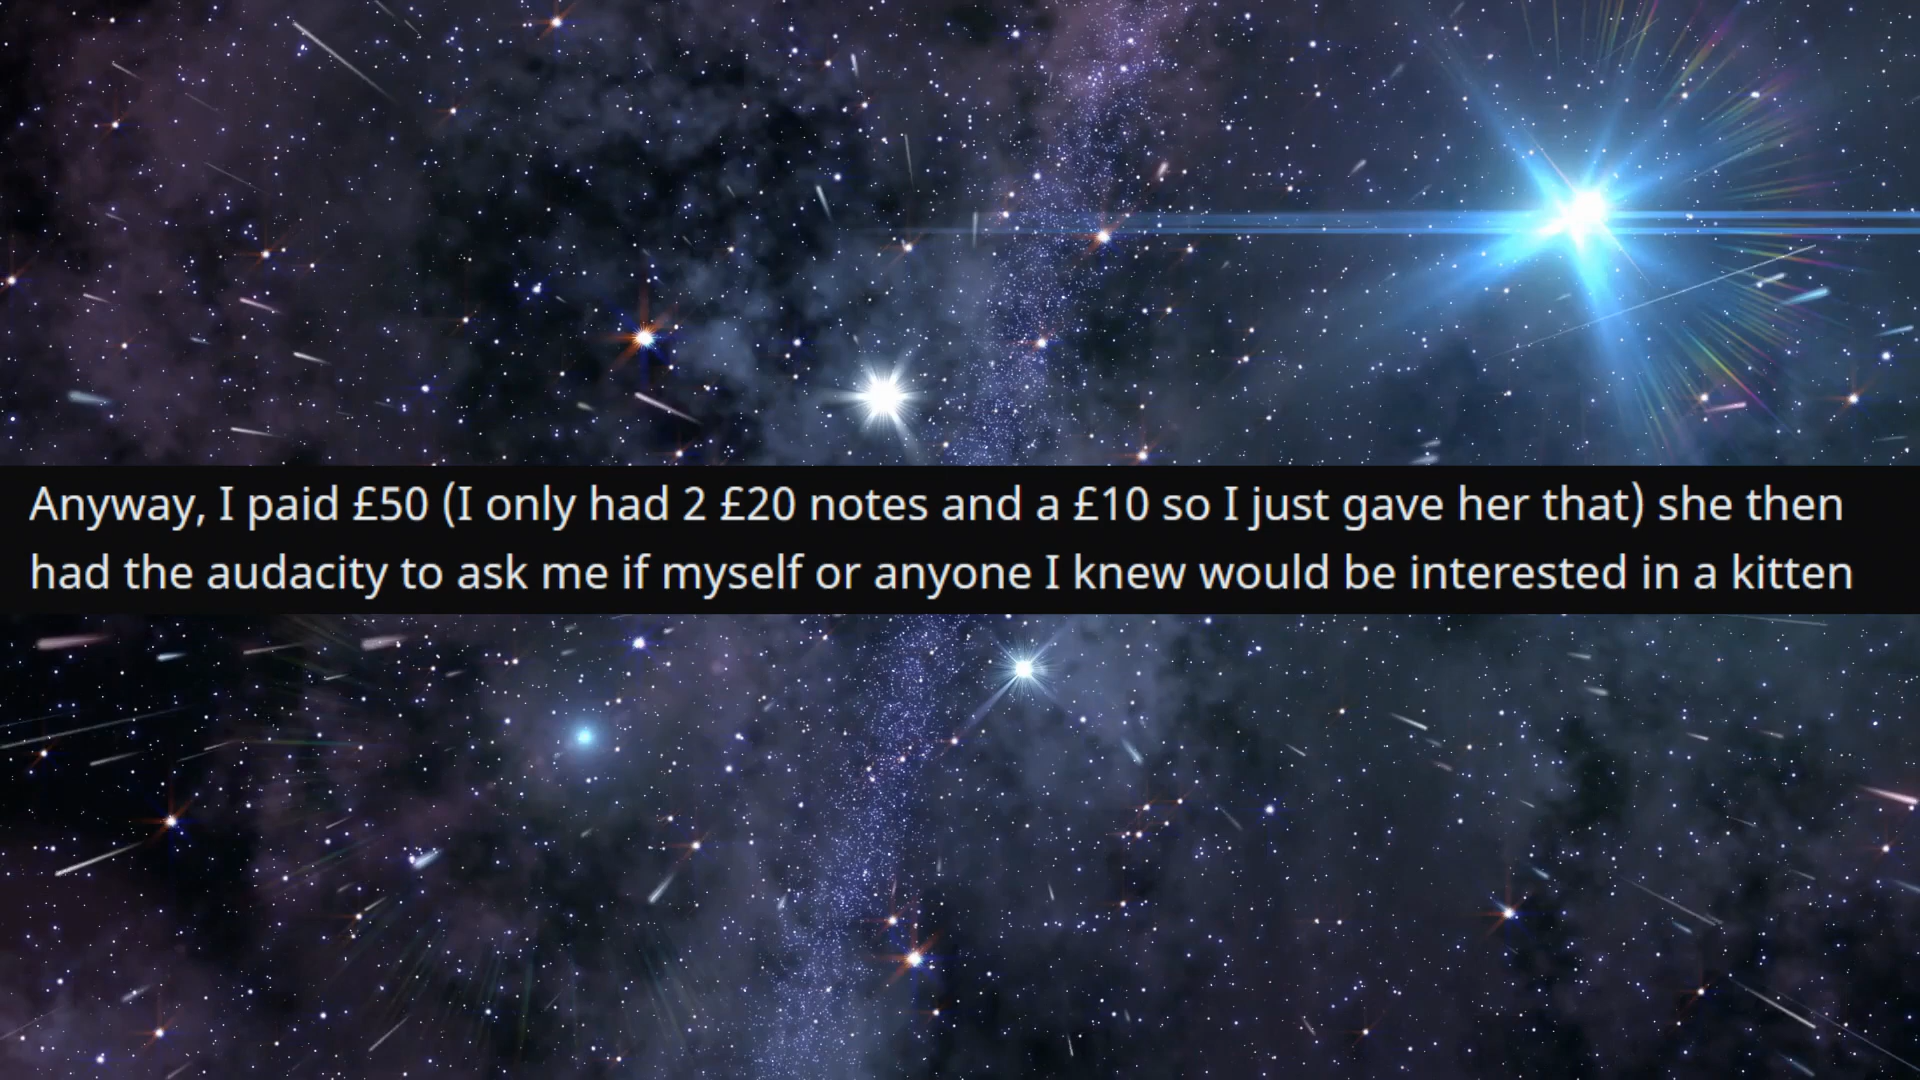 Anyway, I paid £50 (I only had 2 £20 notes and a £10 so I just gave her that) she then
had the audacity to ask me if myself or anyone I knew would be interested in a kitten